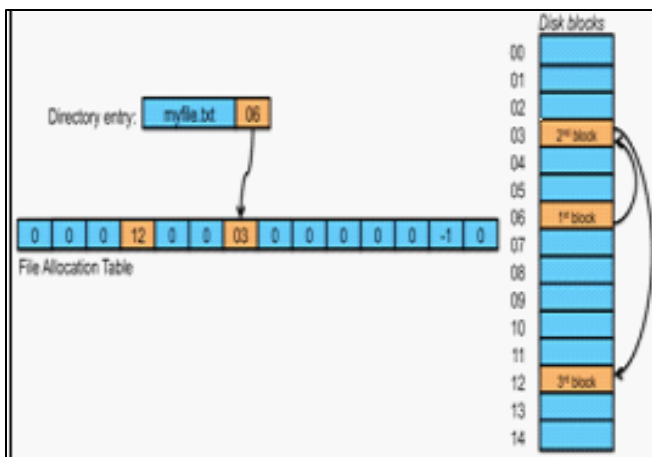 Disk blocks
00
01
02
Directory entry: myfile.txt 06
03 2nd block
04
05
06 1st block
0 0 0 12 0 0 03 0 0 0 0 0 -1 0
07
File Allocation Table
08
09
10
11
12 3rd block
13
14